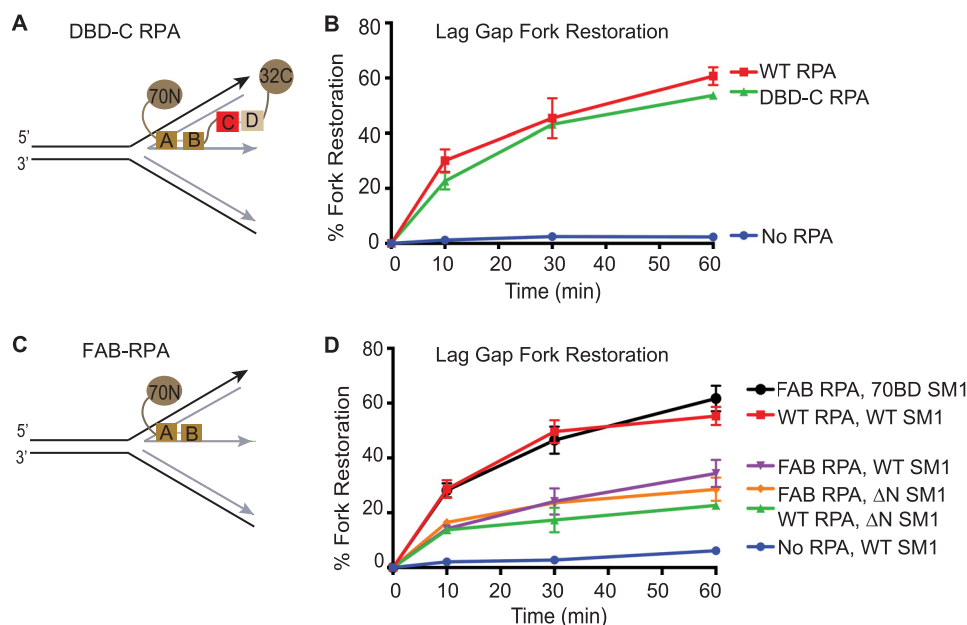 A
DBD-C RPA
70N
32C
A
B
C
D
5'
3'
B
Lag Gap Fork Restoration
% Fork Restoration
80
60
40
20
0
0 10 20 30 40 50 60
Time (min)
WT RPA
DBD-C RPA
No RPA
C
FAB-RPA
70N
A
B
5'
3'
D
Lag Gap Fork Restoration
% Fork Restoration
80
60
40
20
0
0 10 20 30 40 50 60
Time (min)
FAB RPA, 70BD SM1
WT RPA, WT SM1
FAB RPA, WT SM1
FAB RPA, ΔN SM1
WT RPA, ΔN SM1
No RPA, WT SM1